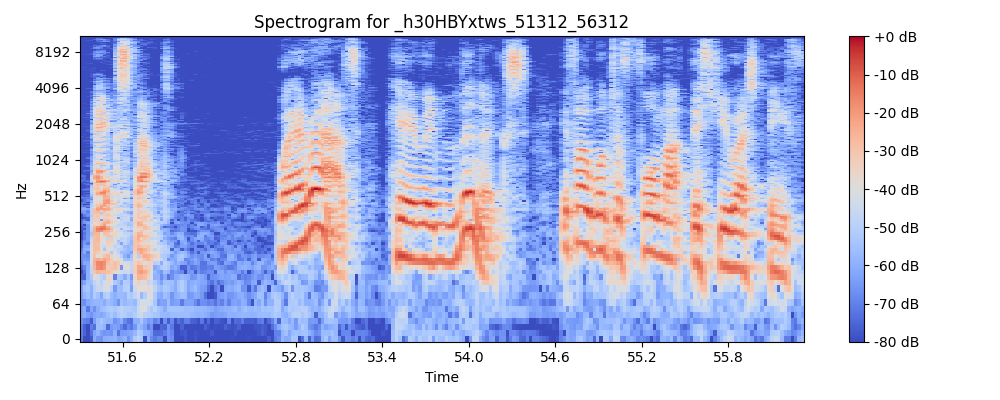 Spectrogram for _h30HBYxtws_51312_56312
8192
4096
2048
1024
512
256
128
64
0
Hz
51.6 52.2 52.8 53.4 54.0 54.6 55.2 55.8
Time
+0 dB
-10 dB
-20 dB
-30 dB
-40 dB
-50 dB
-60 dB
-70 dB
-80 dB